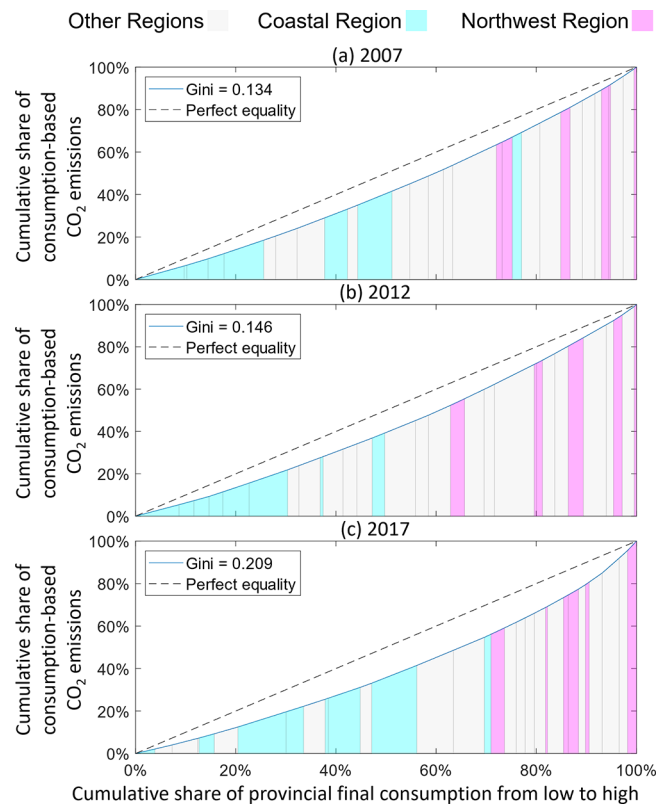 Other Regions Coastal Region Northwest Region
(a) 2007
Cumulative share of
consumption-based
CO2 emissions
100%
80%
60%
40%
20%
0%
Gini = 0.134
Perfect equality
(b) 2012
Cumulative share of
consumption-based
CO2 emissions
100%
80%
60%
40%
20%
0%
Gini = 0.146
Perfect equality
(c) 2017
Cumulative share of
consumption-based
CO2 emissions
100%
80%
60%
40%
20%
0%
Gini = 0.209
Perfect equality
0% 20% 40% 60% 80% 100%
Cumulative share of provincial final consumption from low to high